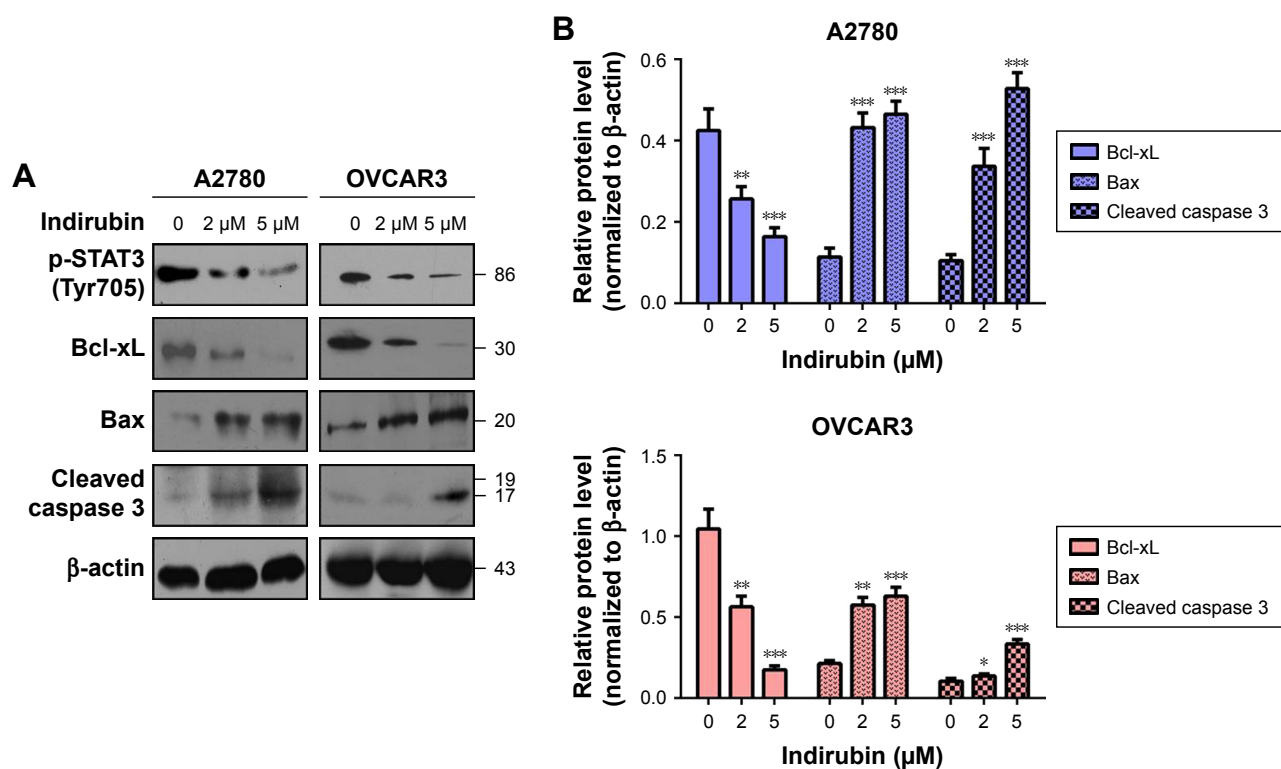 A
A2780 OVCAR3
Indirubin 0 2 μM 5 μM 0 2 μM 5 μM
p-STAT3
(Tyr705)
86
Bcl-xL
30
Bax
20
Cleaved
caspase 3
19
17
β-actin
43
B
A2780
Relative protein level
(normalized to β-actin)
0.6
0.4
0.2
0.0
** *** *** *** *** ***
0 2 5 0 2 5 0 2 5
Indirubin (μM)
Bcl-xL
Bax
Cleaved caspase 3
OVCAR3
Relative protein level
(normalized to β-actin)
1.5
1.0
0.5
0.0
** *** ** *** * ***
0 2 5 0 2 5 0 2 5
Indirubin (μM)
Bcl-xL
Bax
Cleaved caspase 3